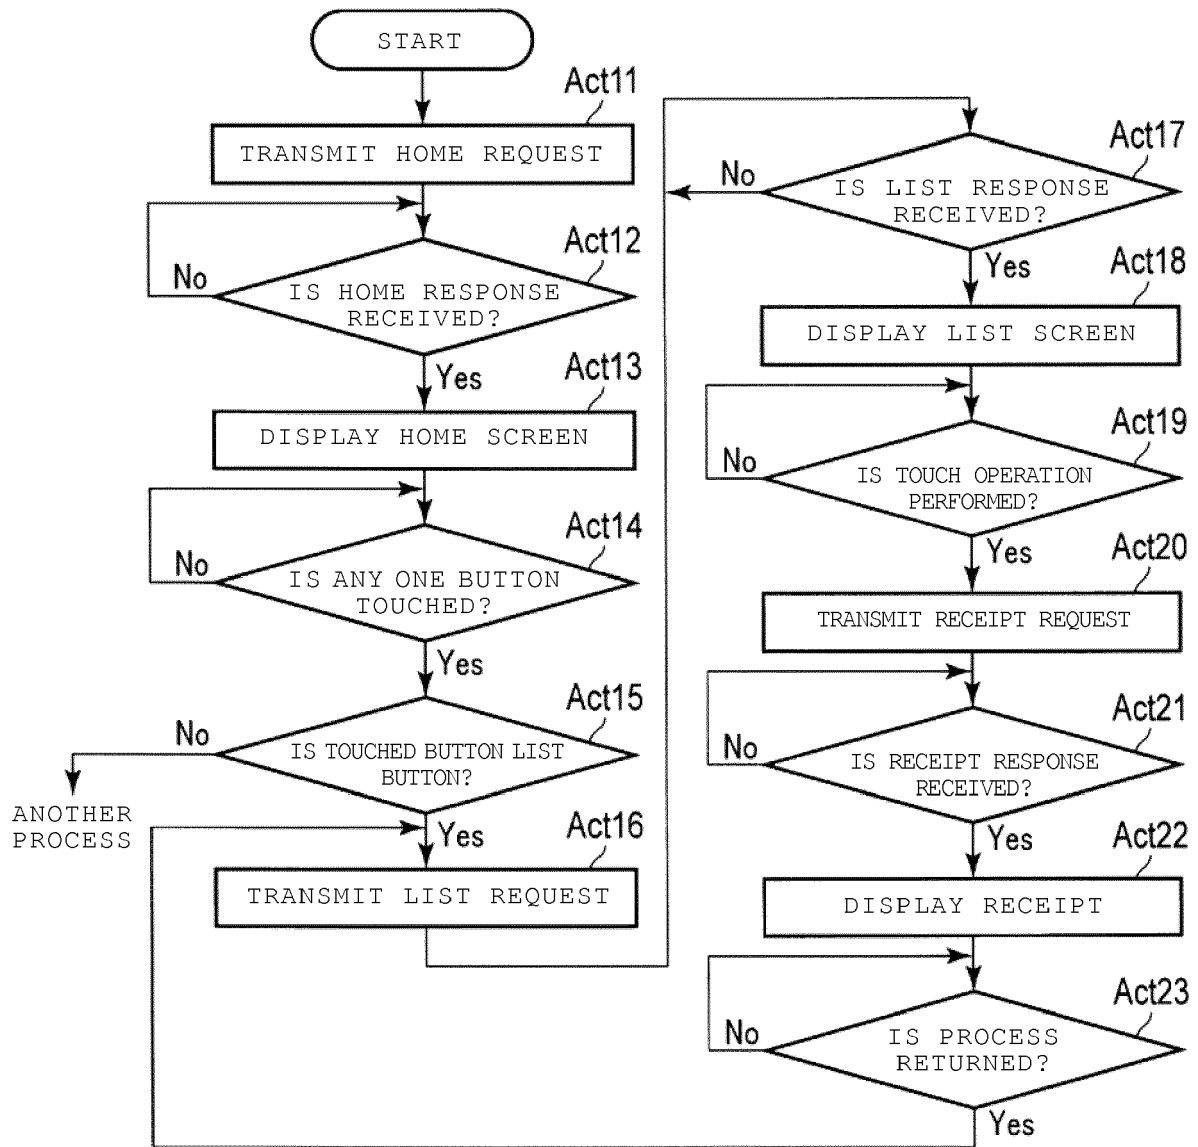 START
Act11
TRANSMIT HOME REQUEST
Act12
No
IS HOME RESPONSE
RECEIVED?
Yes
Act13
DISPLAY HOME SCREEN
Act14
No
IS ANY ONE BUTTON
TOUCHED?
Yes
Act15
No
IS TOUCHED BUTTON LIST
BUTTON?
ANOTHER
PROCESS
Yes
Act16
TRANSMIT LIST REQUEST
Act17
No
IS LIST RESPONSE
RECEIVED?
Yes
Act18
DISPLAY LIST SCREEN
Act19
No
IS TOUCH OPERATION
PERFORMED?
Yes
Act20
TRANSMIT RECEIPT REQUEST
Act21
No
IS RECEIPT RESPONSE
RECEIVED?
Yes
Act22
DISPLAY RECEIPT
Act23
No
IS PROCESS
RETURNED?
Yes